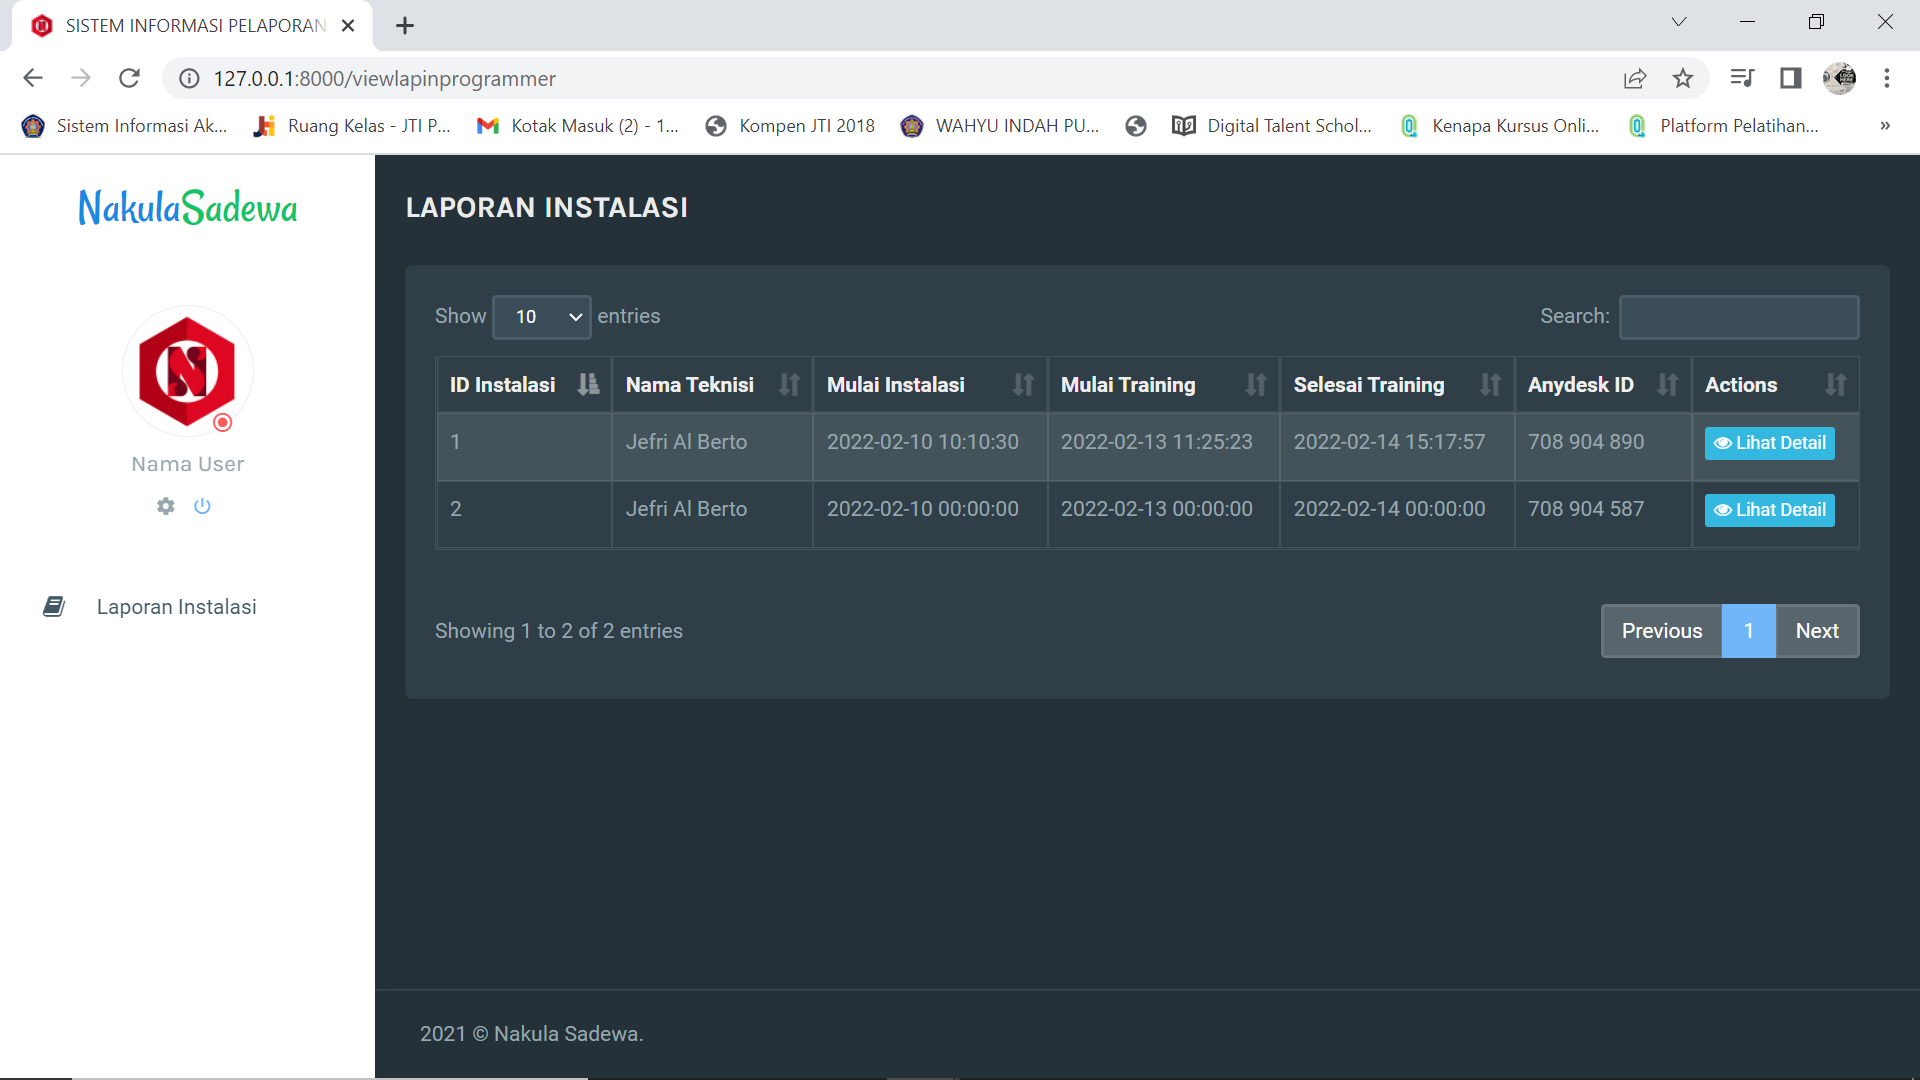 SISTEM INFORMASI PELAPORAN
127.0.0.1:8000/viewlapinprogrammer
Sistem Informasi Ak... Ruang Kelas - JTI P... Kotak Masuk (2) - 1... Kompen JTI 2018 WAHYU INDAH PU... Digital Talent Schol... Kenapa Kursus Onli... Platform Pelatihan... »
NakulaSadewa
Nama User
Laporan Instalasi
LAPORAN INSTALASI
Show 10 entries Search:
ID Instalasi Nama Teknisi Mulai Instalasi Mulai Training Selesai Training Anydesk ID Actions
1 Jefri Al Berto 2022-02-10 10:10:30 2022-02-13 11:25:23 2022-02-14 15:17:57 708 904 890 Lihat Detail
2 Jefri Al Berto 2022-02-10 00:00:00 2022-02-13 00:00:00 2022-02-14 00:00:00 708 904 587 Lihat Detail
Showing 1 to 2 of 2 entries Previous 1 Next
2021 © Nakula Sadewa.